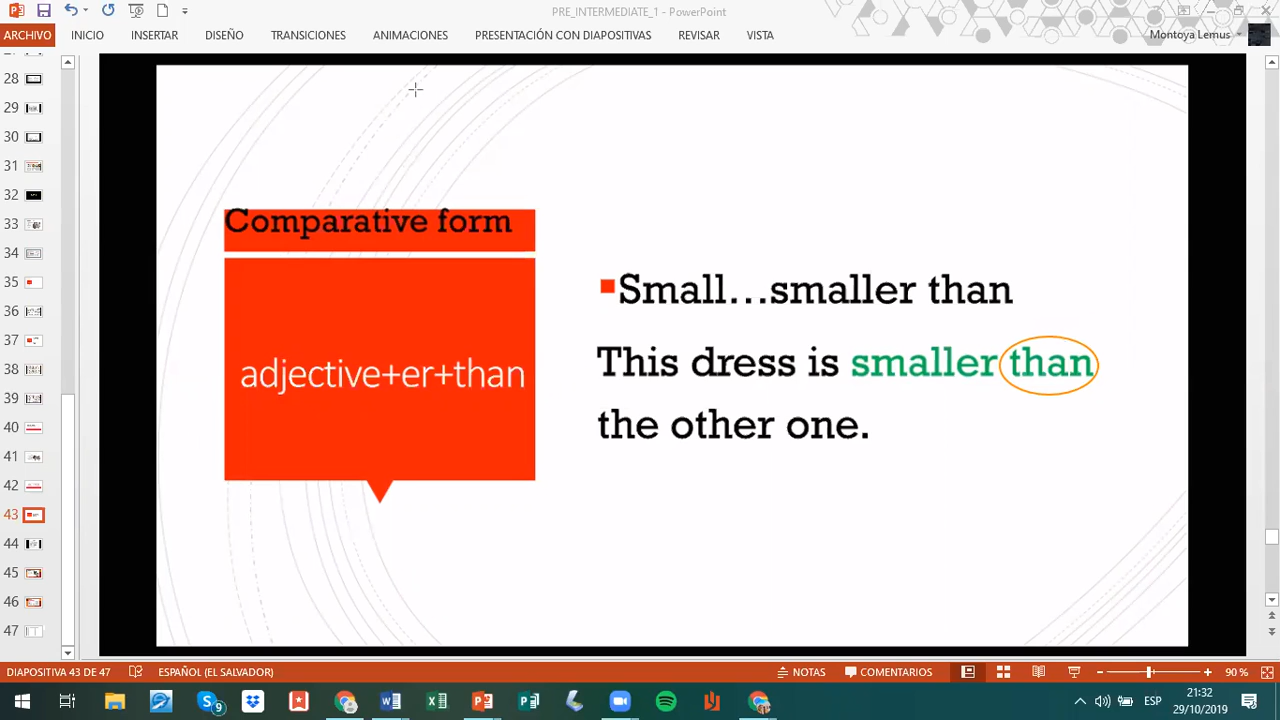 PRE_INTERMEDIATE_1 - PowerPoint
ARCHIVO INICIO INSERTAR DISEÑO TRANSICIONES ANIMACIONES PRESENTACIÓN CON DIAPOSITIVAS REVISAR VISTA
Montoya Lemus
28
29
30
31
32
33
34
35
36
37
38
39
40
41
42
43
44
45
46
47
Comparative form
adjective+er+than
Small...smaller than
This dress is smaller than
the other one.
DIAPOSITIVA 43 DE 47 ESPAÑOL (EL SALVADOR) NOTAS COMENTARIOS 90 %
ESP
21:32
29/10/2019
9